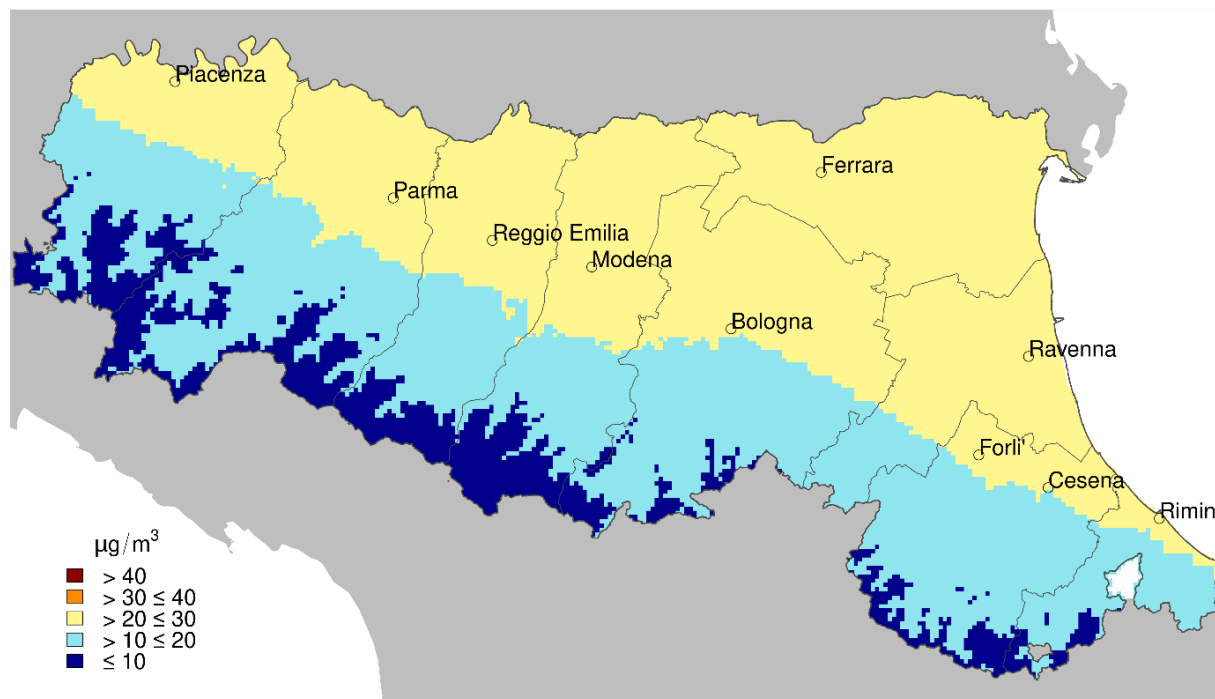 Piacenza
Ferrara
Parma
Reggio Emilia
Modena
Bologna
Ravenna
Forli'
Cesena
Rimin
µg/m³
> 40
> 30 ≤ 40
> 20 ≤ 30
> 10 ≤ 20
≤ 10